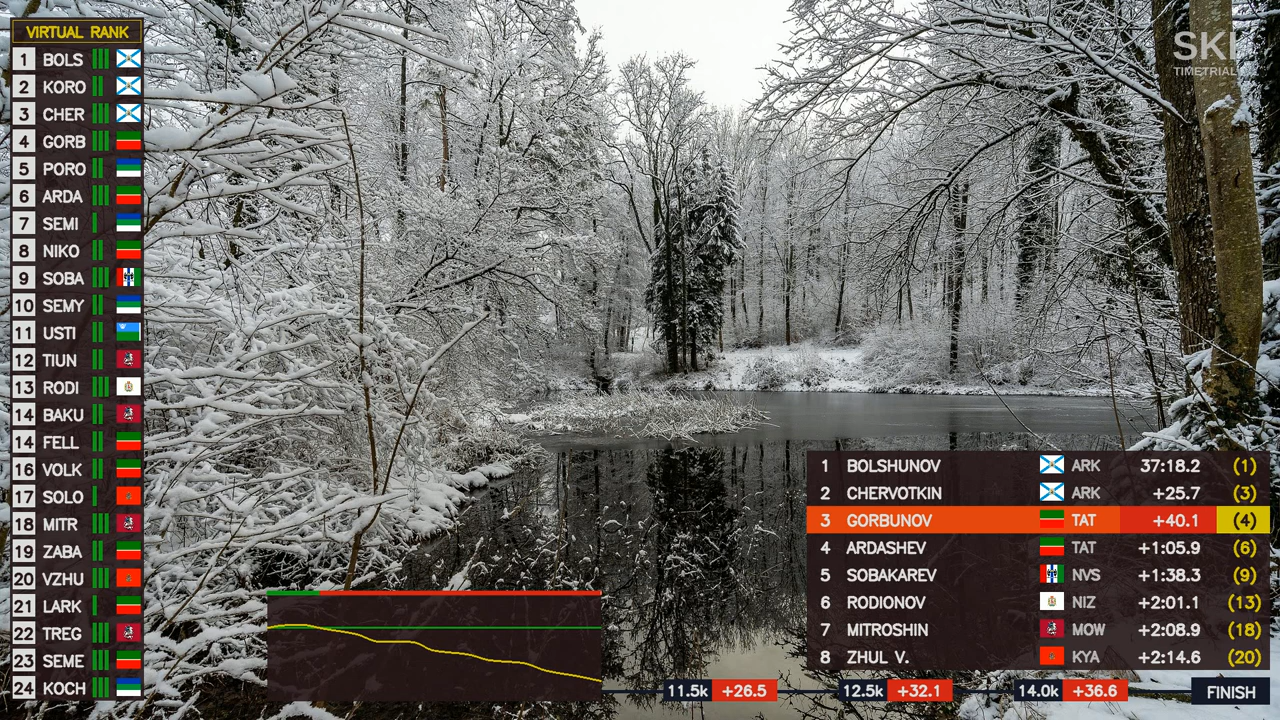 VIRTUAL RANK
1 BOLS
2 KORO
3 CHER
4 GORB
5 PORO
6 ARDA
7 SEMI
8 NIKO
9 SOBA
10 SEMY
11 USTI
12 TIUN
13 RODI
14 BAKU
14 FELL
16 VOLK
17 SOLO
18 MITR
19 ZABA
20 VZHU
21 LARK
22 TREG
23 SEME
24 KOCH
SKI
TIMETRIAL
1 BOLSHUNOV ARK 37:18.2 (1)
2 CHERVOTKIN ARK +25.7 (3)
3 GORBUNOV TAT +40.1 (4)
4 ARDASHEV TAT +1:05.9 (6)
5 SOBAKAREV NVS +1:38.3 (9)
6 RODIONOV NIZ +2:01.1 (13)
7 MITROSHIN MOW +2:08.9 (18)
8 ZHUL V. KYA +2:14.6 (20)
11.5k +26.5 12.5k +32.1 14.0k +36.6 FINISH